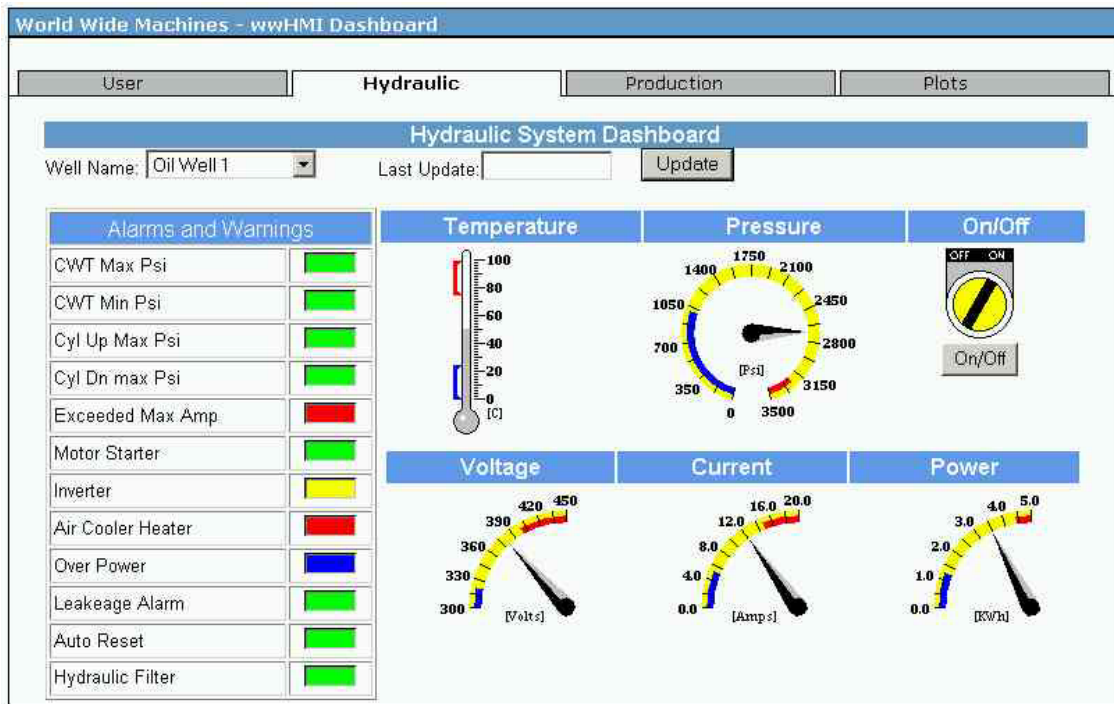 World Wide Machines - wwHMI Dashboard
User Hydraulic Production Plots
Hydraulic System Dashboard
Well Name: Oil Well 1 Last Update: Update
Alarms and Warnings
CWT Max Psi
CWT Min Psi
Cyl Up Max Psi
Cyl Dn max Psi
Exceeded Max Amp
Motor Starter
Inverter
Air Cooler Heater
Over Power
Leakeage Alarm
Auto Reset
Hydraulic Filter
Temperature
100
80
60
40
20
0
[C]
Pressure
0
350
700
1050
1400
1750
2100
2450
2800
3150
3500
[Psi]
On/Off
OFF ON
On/Off
Voltage
300
330
360
390
420
450
[Volts]
Current
0.0
4.0
8.0
12.0
16.0
20.0
[Amps]
Power
0.0
1.0
2.0
3.0
4.0
5.0
[KWh]